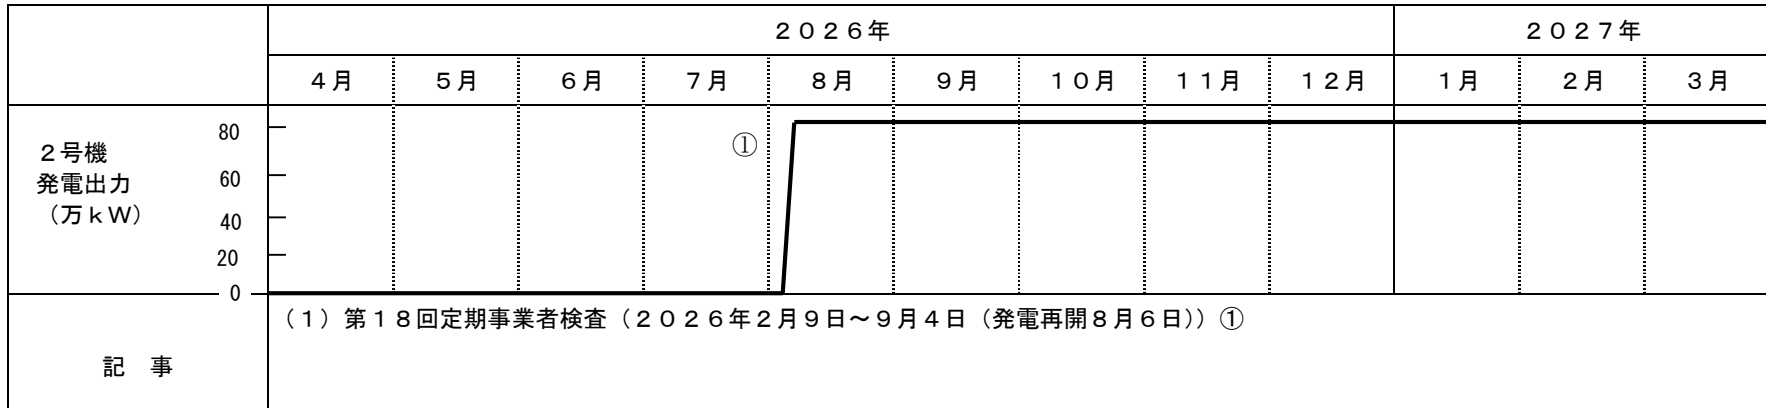 ２０２６年 ２０２７年
４月 ５月 ６月 ７月 ８月 ９月 １０月 １１月 １２月 １月 ２月 ３月
２号機
発電出力
（万ｋＷ）
80
60
40
20
0
①
（１）第１８回定期事業者検査（２０２６年２月９日～９月４日（発電再開８月６日））①
記　事